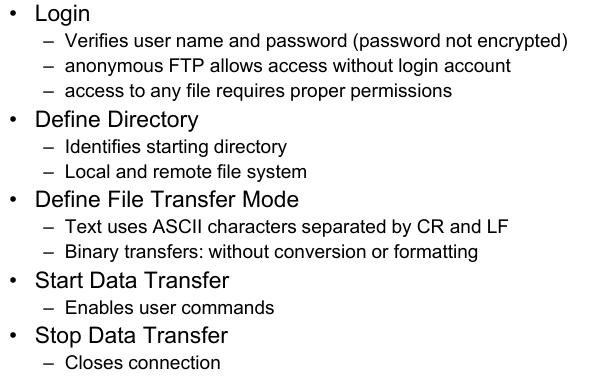 • Login
– Verifies user name and password (password not encrypted)
– anonymous FTP allows access without login account
– access to any file requires proper permissions
• Define Directory
– Identifies starting directory
– Local and remote file system
• Define File Transfer Mode
– Text uses ASCII characters separated by CR and LF
– Binary transfers: without conversion or formatting
• Start Data Transfer
– Enables user commands
• Stop Data Transfer
– Closes connection